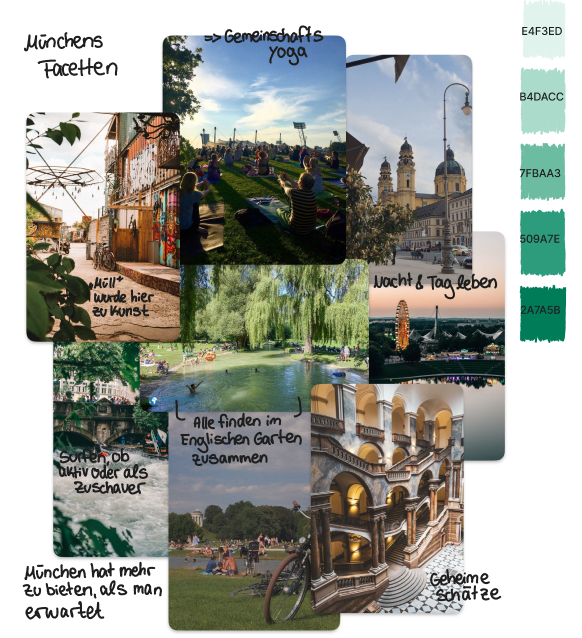 Münchens
Facetten
=> Gemeinschafts
yoga
E4F3ED
B4DACC
7FBAA3
509A7E
2A7A5B
„Müll“
wurde hier
zu Kunst
Nacht & Tag leben
Alle finden im
Englischen Garten
zusammen
Surfen, ob
aktiv oder als
Zuschauer
München hat mehr
zu bieten, als man
erwartet
Geheime
Schätze